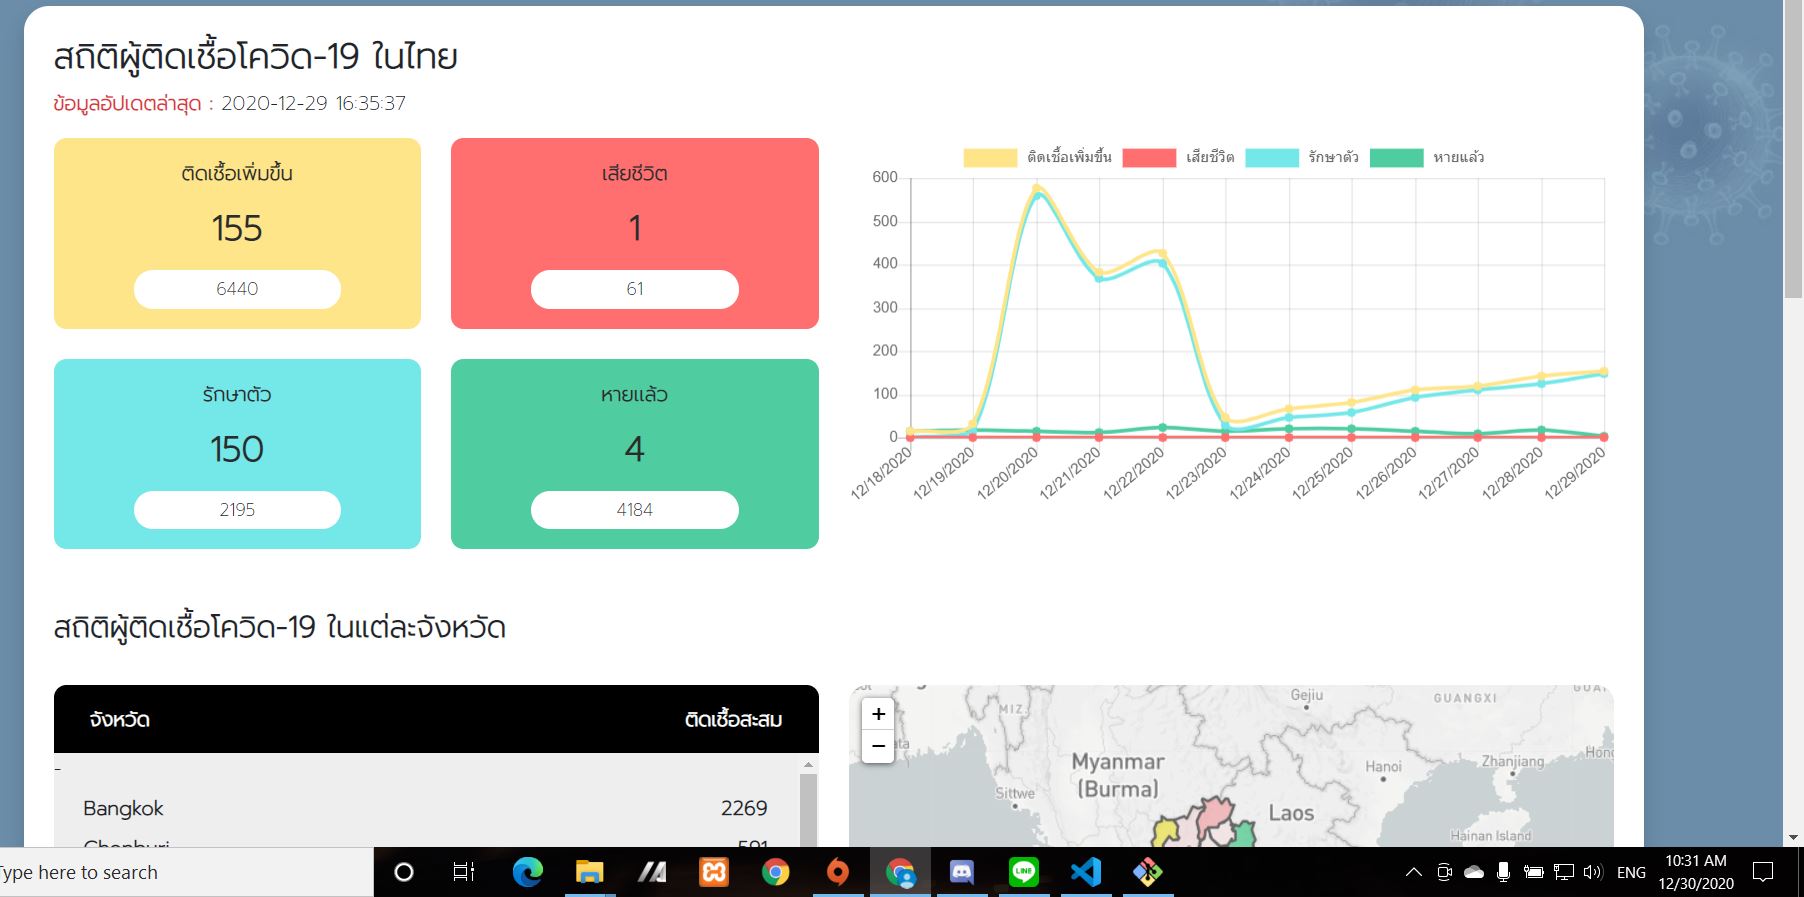 สถิติผู้ติดเชื้อโควิด-19 ในไทย
ข้อมูลอัปเดตล่าสุด : 2020-12-29 16:35:37
ติดเชื้อเพิ่มขึ้น
155
6440
เสียชีวิต
1
61
รักษาตัว
150
2195
หายแล้ว
4
4184
ติดเชื้อเพิ่มขึ้น เสียชีวิต รักษาตัว หายแล้ว
600
500
400
300
200
100
0
12/18/2020 12/19/2020 12/20/2020 12/21/2020 12/22/2020 12/23/2020 12/24/2020 12/25/2020 12/26/2020 12/27/2020 12/28/2020 12/29/2020
สถิติผู้ติดเชื้อโควิด-19 ในแต่ละจังหวัด
จังหวัด ติดเชื้อสะสม
-
Bangkok 2269
Chonburi 591
+
−
MIZ.
Gejiu
GUANGXI
Myanmar
(Burma)
Hanoi
Zhanjiang
Sittwe
Laos
Hainan Island
Type here to search
LINE
ENG
10:31 AM
12/30/2020